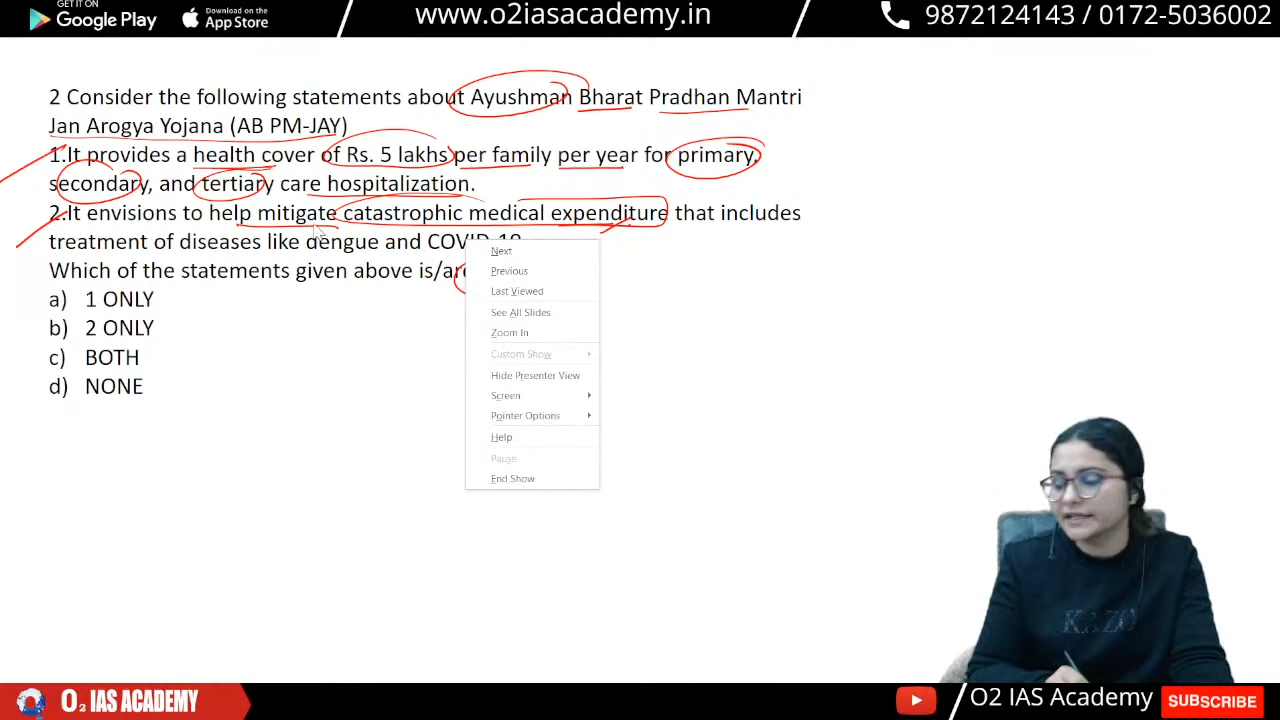 GET IT ON
Google Play
Download on the
App Store
www.o2iasacademy.in
9872124143 / 0172-5036002
2 Consider the following statements about Ayushman Bharat Pradhan Mantri
Jan Arogya Yojana (AB PM-JAY)
1.It provides a health cover of Rs. 5 lakhs per family per year for primary,
secondary, and tertiary care hospitalization.
2.It envisions to help mitigate catastrophic medical expenditure that includes
treatment of diseases like dengue and COVID-19
Which of the statements given above is/are
a) 1 ONLY
b) 2 ONLY
c) BOTH
d) NONE
Next
Previous
Last Viewed
See All Slides
Zoom In
Custom Show
Hide Presenter View
Screen
Pointer Options
Help
Pause
End Show
O2 IAS ACADEMY
O2 IAS Academy
SUBSCRIBE